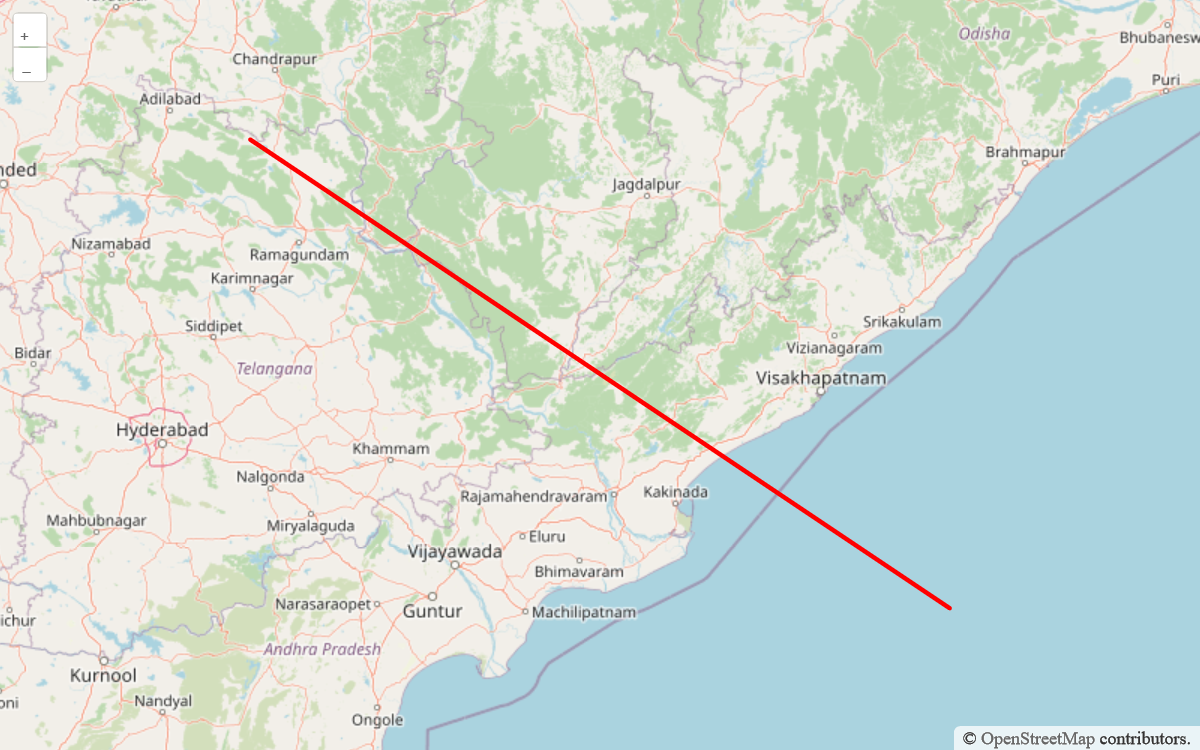 +
−
Chandrapur
Odisha
Bhubanesw
Puri
Adilabad
Brahmapur
nded
Jagdalpur
Nizamabad
Ramagundam
Karimnagar
Siddipet
Srikakulam
Vizianagaram
Bidar
Telangana
Visakhapatnam
Hyderabad
Khammam
Nalgonda
Rajamahendravaram
Kakinada
Mahbubnagar
Miryalaguda
Eluru
Vijayawada
Bhimavaram
Narasaraopet
Guntur
Machilipatnam
ichur
Andhra Pradesh
Kurnool
Nandyal
oni
Ongole
© OpenStreetMap contributors.